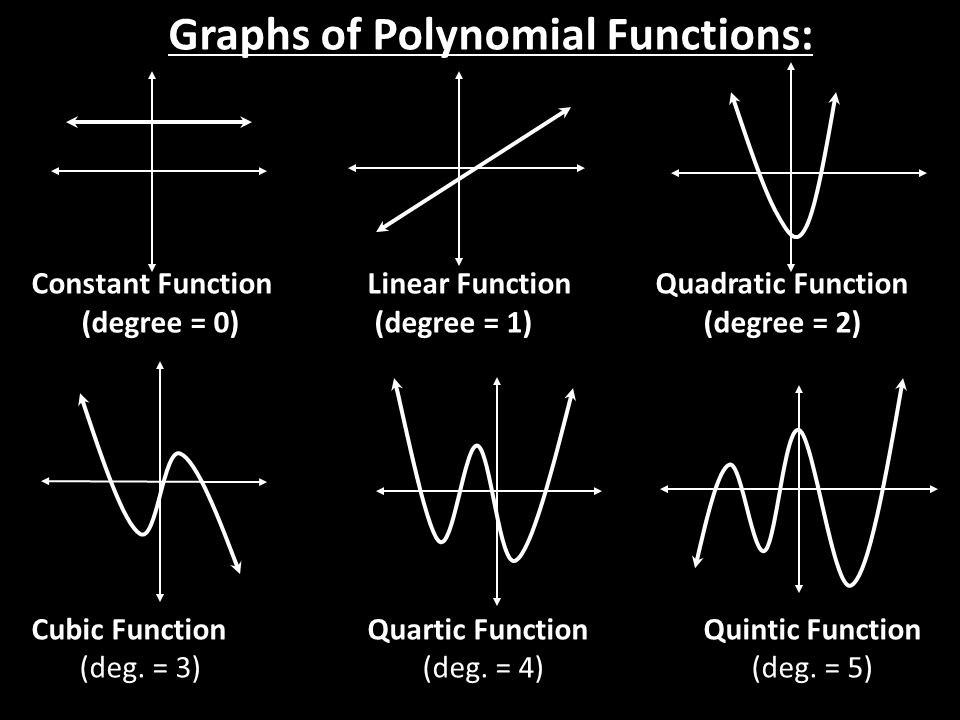 Graphs of Polynomial Functions:
Constant Function
(degree = 0)
Linear Function
(degree = 1)
Quadratic Function
(degree = 2)
Cubic Function
(deg. = 3)
Quartic Function
(deg. = 4)
Quintic Function
(deg. = 5)